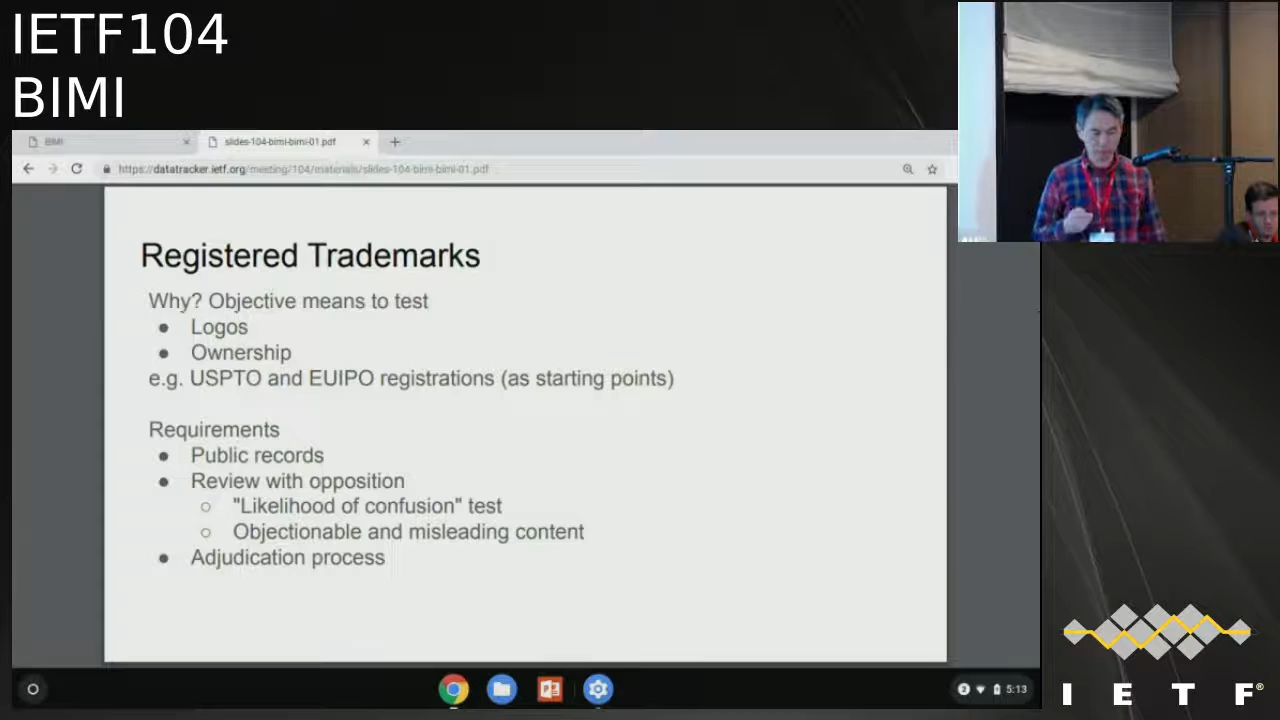 IETF104
BIMI
BIMI
slides-104-bimi-bimi-01.pdf
https://datatracker.ietf.org/meeting/104/materials/slides-104-bimi-bimi-01.pdf
Registered Trademarks
Why? Objective means to test
● Logos
● Ownership
e.g. USPTO and EUIPO registrations (as starting points)
Requirements
● Public records
● Review with opposition
○ "Likelihood of confusion" test
○ Objectionable and misleading content
● Adjudication process
2
5:13
I E T F®